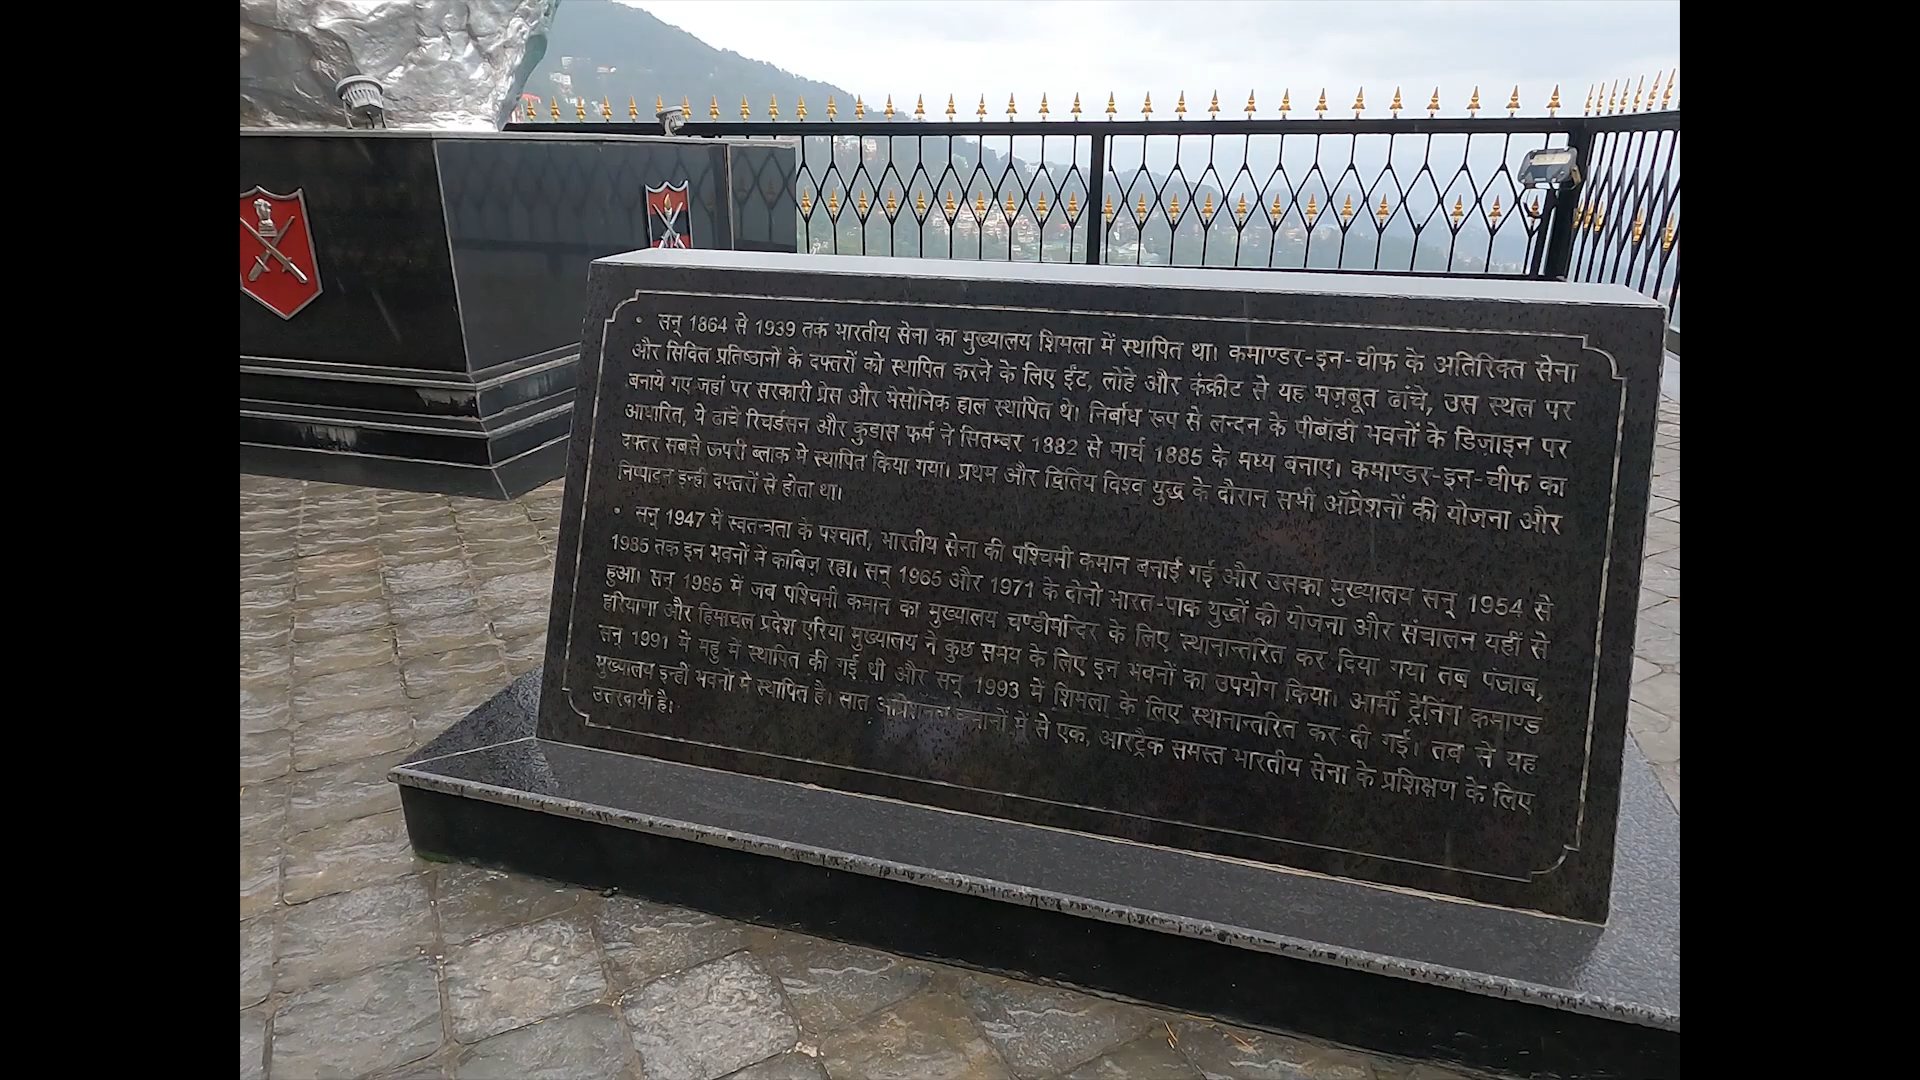 • सन् 1864 से 1939 तक भारतीय सेना का मुख्यालय शिमला में स्थापित था। कमाण्डर-इन-चीफ के अतिरिक्त सेना
और सिविल प्रतिष्ठानों के दफ्तरों को स्थापित करने के लिए ईंट, लोहे और कंक्रीट से यह मज़बूत ढांचे, उस स्थल पर
बनाये गए जहां पर सरकारी प्रेस और मेसोनिक हाल स्थापित थे। निर्बाध रूप से लन्दन के पीबॉडी भवनों के डिज़ाइन पर
आधारित, ये ढांचे रिचर्डसन और कुडास फर्म ने सितम्बर 1882 से मार्च 1885 के मध्य बनाए। कमाण्डर-इन-चीफ का
दफ्तर सबसे ऊपरी ब्लाक मे स्थापित किया गया। प्रथम और द्वितिय विश्व युद्ध के दौरान सभी ऑप्रेशनों की योजना और
निष्पादन इन्ही दफ्तरों से होता था।
• सन् 1947 में स्वतन्त्रता के पश्चात, भारतीय सेना की पश्चिमी कमान बनाई गई और उसका मुख्यालय सन् 1954 से
1985 तक इन भवनों में काबिज़ रहा। सन् 1965 और 1971 के दोनो भारत-पाक युद्धों की योजना और संचालन यहीं से
हुआ। सन् 1985 में जब पश्चिमी कमान का मुख्यालय चण्डीमन्दिर के लिए स्थानान्तरित कर दिया गया तब पंजाब,
हरियाणा और हिमाचल प्रदेश एरिया मुख्यालय ने कुछ समय के लिए इन भवनों का उपयोग किया। आर्मी ट्रेनिंग कमाण्ड
सन् 1991 में महु में स्थापित की गई थी और सन् 1993 में शिमला के लिए स्थानान्तरित कर दी गई। तब से यह
मुख्यालय इन्हीं भवनों मे स्थापित है। सात कमानों में से एक, आरट्रैक समस्त भारतीय सेना के प्रशिक्षण के लिए
उत्तरदायी है।